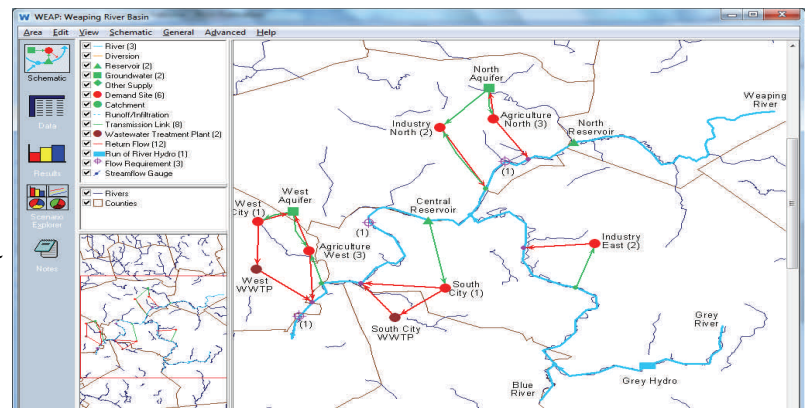 WEAP: Weaping River Basin
Area Edit View Schematic General Advanced Help
Schematic
Data
Results
Scenario
Explorer
Notes
River (3)
Diversion
Reservoir (2)
Groundwater (2)
Other Supply
Demand Site (6)
Catchment
Runoff/Infiltration
Transmission Link (8)
Wastewater Treatment Plant (2)
Return Flow (12)
Run of River Hydro (1)
Flow Requirement (3)
Streamflow Gauge
Rivers
Counties
North
Aquifer
Weaping
River
Industry
North (2)
Agriculture
North (3)
North
Reservoir
(1)
West
Aquifer
West
City (1)
Central
Reservoir
(1)
Agriculture
West (3)
Industry
East (2)
West
WWTP
South
City (1)
(1)
South City
WWTP
Grey
River
Grey Hydro
Blue
River